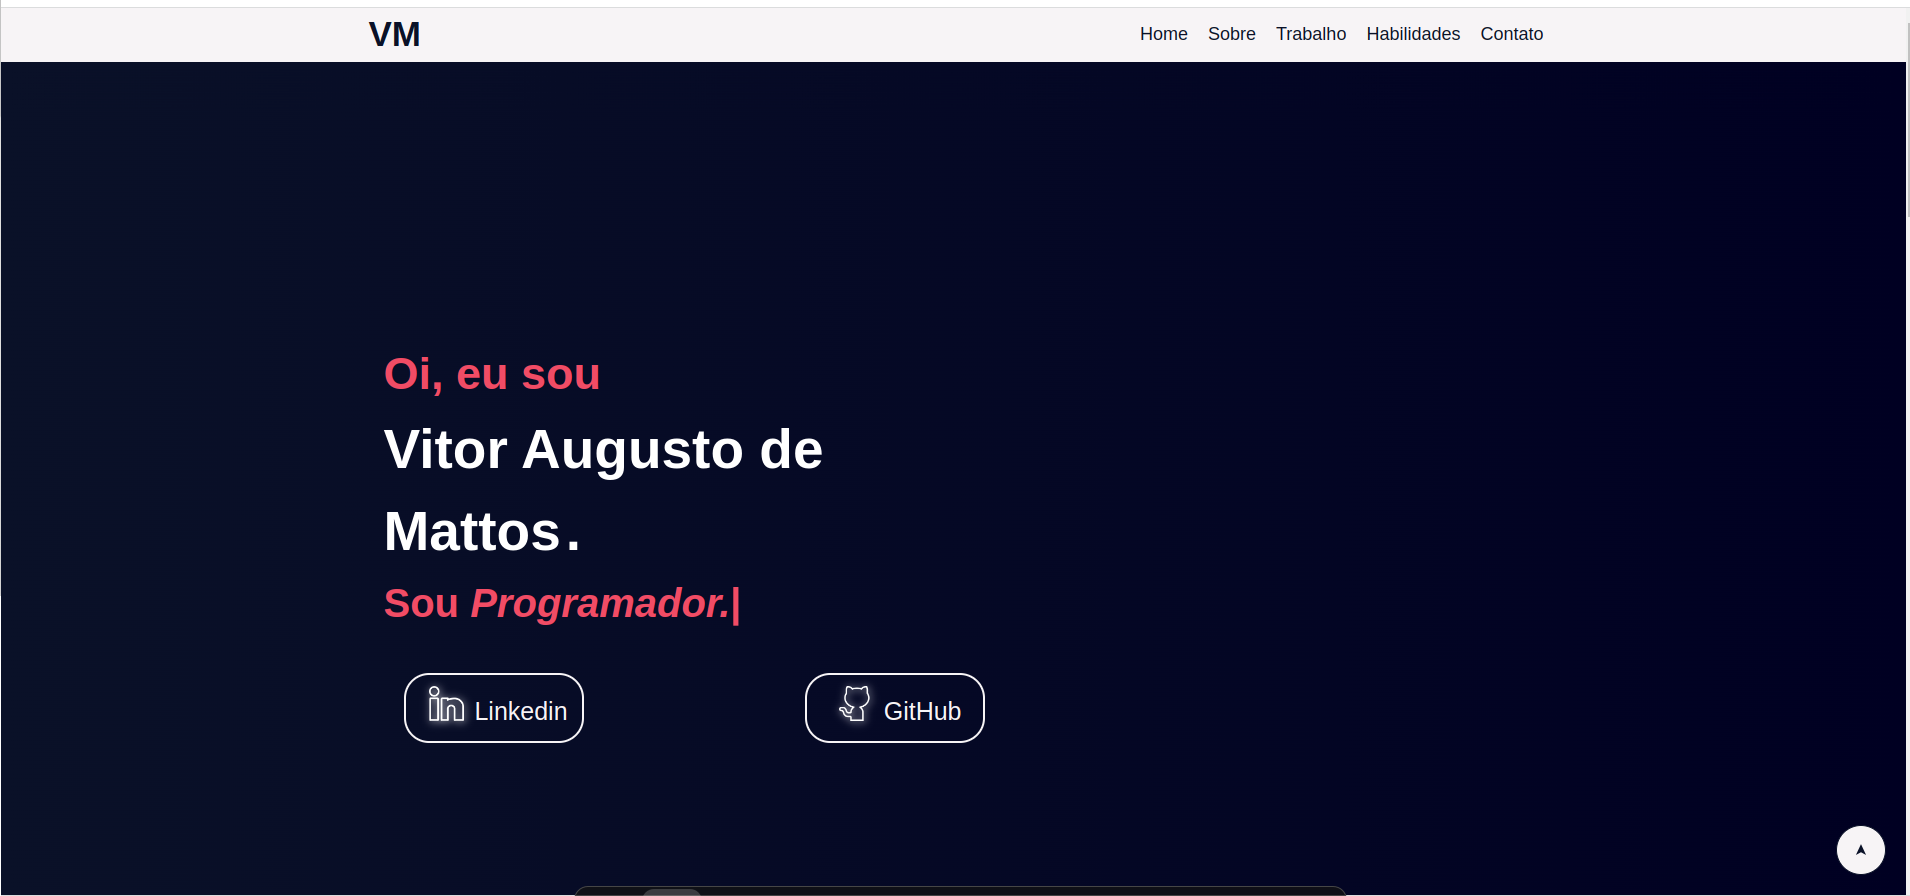 VM
Home Sobre Trabalho Habilidades Contato
Oi, eu sou
Vitor Augusto de
Mattos.
Sou Programador.|
Linkedin
GitHub